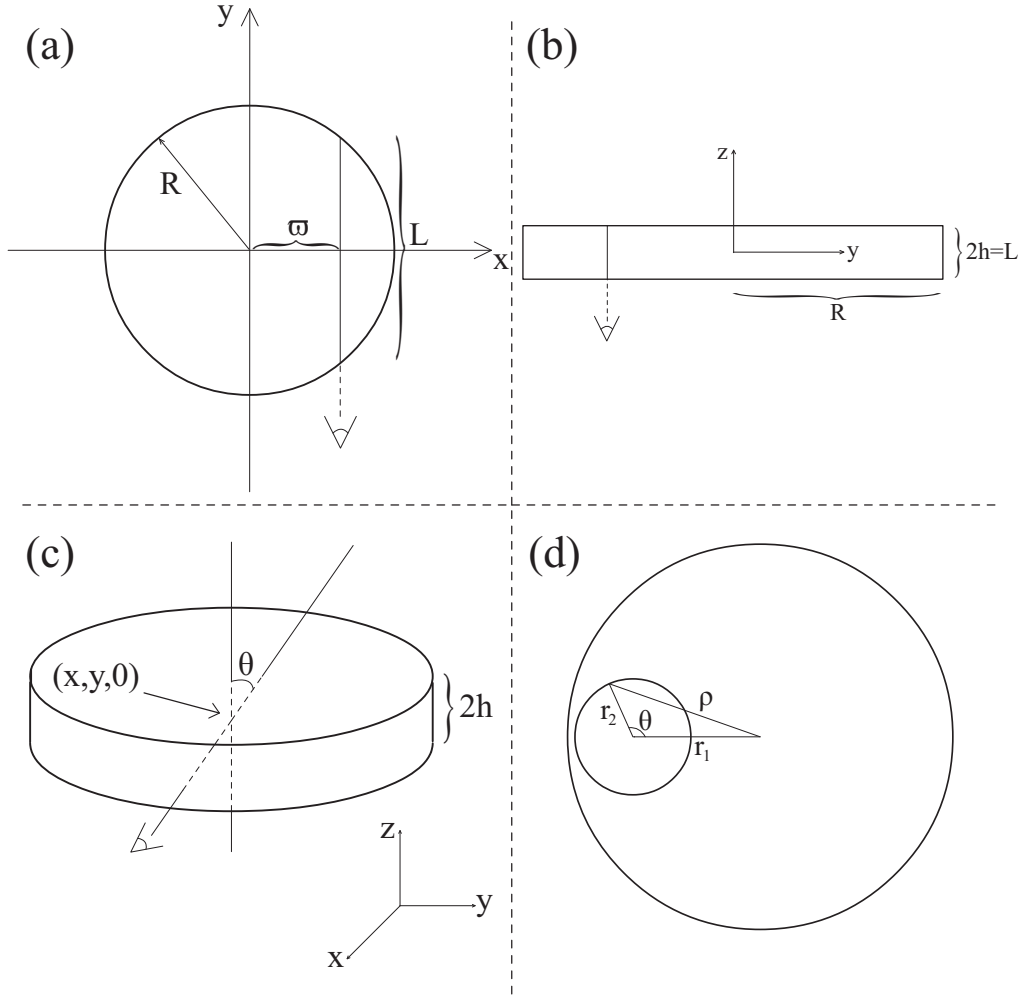 (a)
y
R
ϖ
L
x
(b)
z
y
2h=L
R
(c)
θ
(x,y,0)
2h
z
y
x
(d)
ρ
r₂
θ
r₁